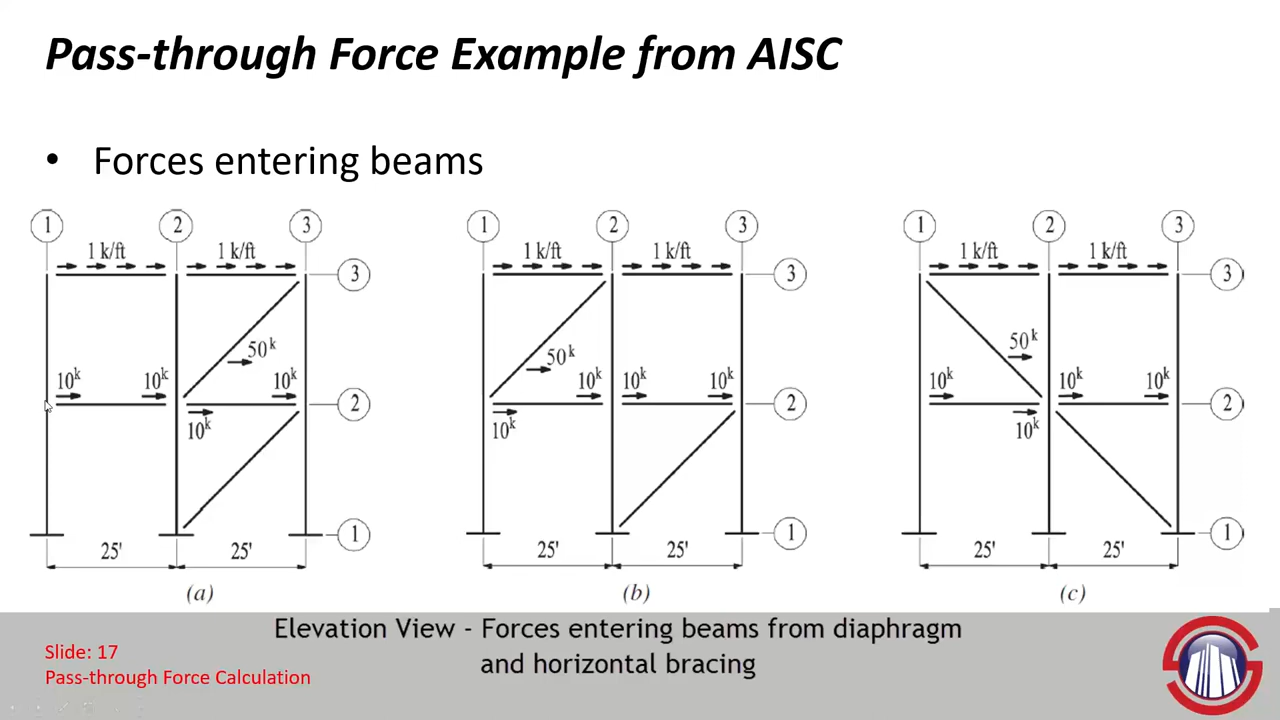 Pass-through Force Example from AISC
• Forces entering beams
1 2 3
1 k/ft 1 k/ft
3
50k
10k 10k 10k
2
10k
1
25' 25'
(a)
1 2 3
1 k/ft 1 k/ft
3
50k
10k 10k 10k
2
10k
1
25' 25'
(b)
1 2 3
1 k/ft 1 k/ft
3
50k
10k 10k 10k
2
10k
1
25' 25'
(c)
Elevation View - Forces entering beams from diaphragm
and horizontal bracing
Slide: 17
Pass-through Force Calculation